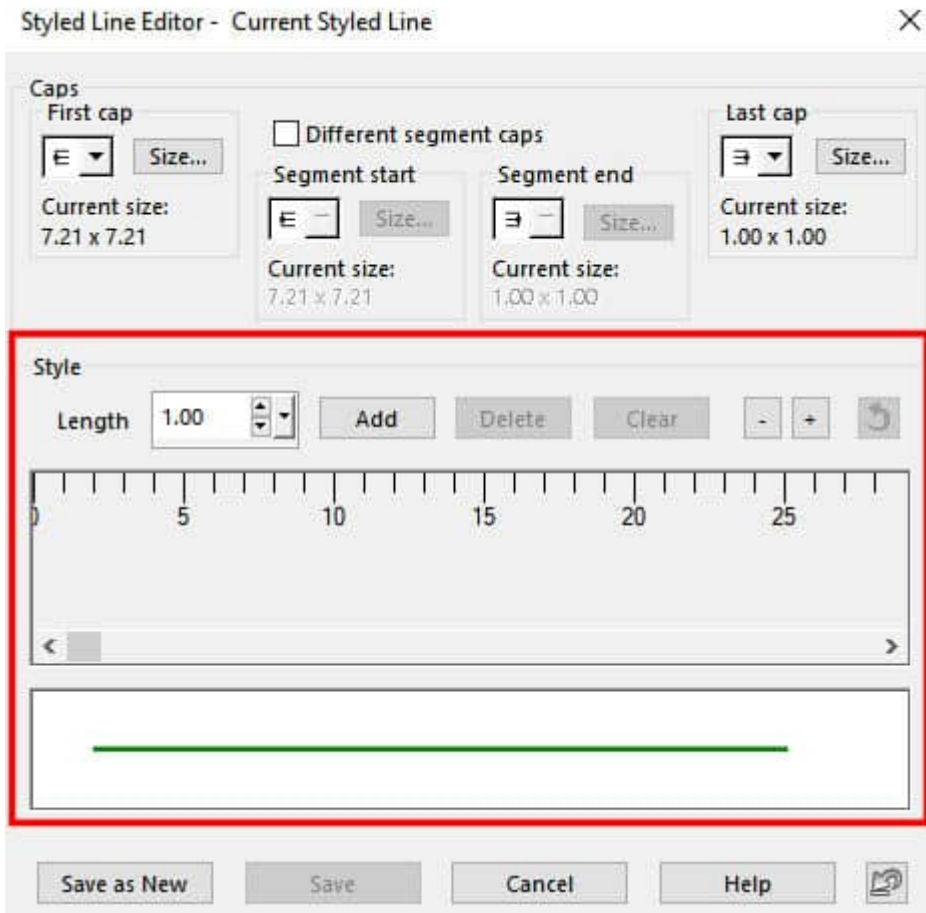 Styled Line Editor - Current Styled Line
Caps
First cap
Size...
Current size:
7.21 x 7.21
Different segment caps
Segment start
Size...
Current size:
7.21 x 7.21
Segment end
Size...
Current size:
1.00 x 1.00
Last cap
Size...
Current size:
1.00 x 1.00
Style
Length 1.00 Add Delete Clear - +
0 5 10 15 20 25
Save as New Save Cancel Help